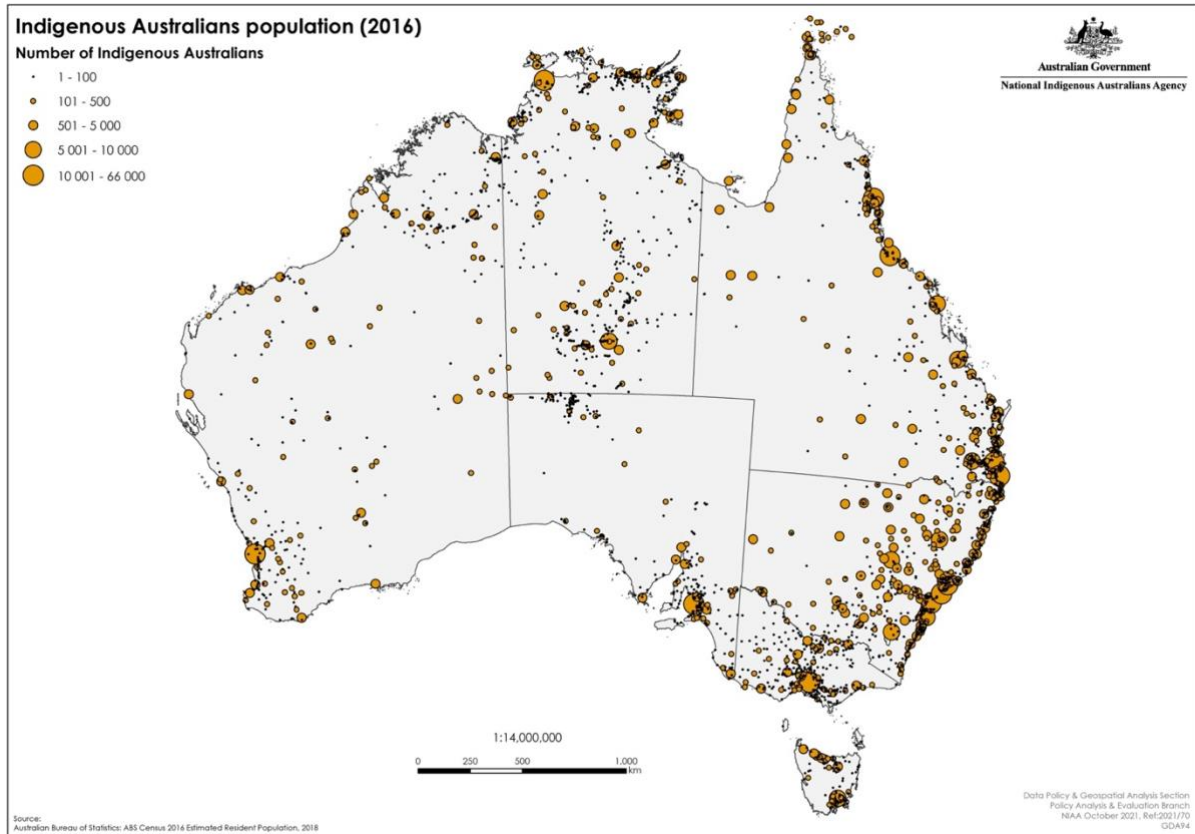 Indigenous Australians population (2016)
Number of Indigenous Australians
1 - 100
101 - 500
501 - 5 000
5 001 - 10 000
10 001 - 66 000
Australian Government
National Indigenous Australians Agency
1:14,000,000
0 250 500 1,000
km
Source:
Australian Bureau of Statistics: ABS Census 2016 Estimated Resident Population, 2018
Data Policy & Geospatial Analysis Section
Policy Analysis & Evaluation Branch
NIAA October 2021, Ref:2021/70
GDA94